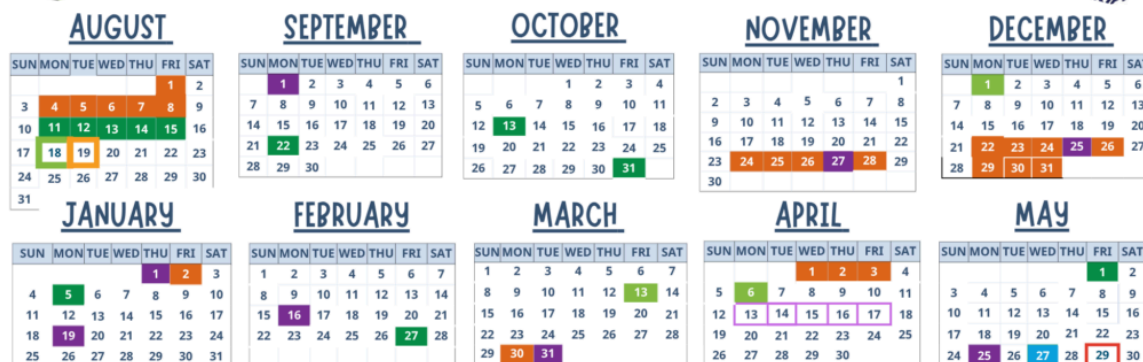 AUGUST
SUN MON TUE WED THU FRI SAT
1 2
3 4 5 6 7 8 9
10 11 12 13 14 15 16
17 18 19 20 21 22 23
24 25 26 27 28 29 30
31
SEPTEMBER
SUN MON TUE WED THU FRI SAT
1 2 3 4 5 6
7 8 9 10 11 12 13
14 15 16 17 18 19 20
21 22 23 24 25 26 27
28 29 30
OCTOBER
SUN MON TUE WED THU FRI SAT
1 2 3 4
5 6 7 8 9 10 11
12 13 14 15 16 17 18
19 20 21 22 23 24 25
26 27 28 29 30 31
NOVEMBER
SUN MON TUE WED THU FRI SAT
1
2 3 4 5 6 7 8
9 10 11 12 13 14 15
16 17 18 19 20 21 22
23 24 25 26 27 28 29
30
DECEMBER
SUN MON TUE WED THU FRI SAT
1 2 3 4 5 6
7 8 9 10 11 12 13
14 15 16 17 18 19 20
21 22 23 24 25 26 27
28 29 30 31
JANUARY
SUN MON TUE WED THU FRI SAT
1 2 3
4 5 6 7 8 9 10
11 12 13 14 15 16 17
18 19 20 21 22 23 24
25 26 27 28 29 30 31
FEBRUARY
SUN MON TUE WED THU FRI SAT
1 2 3 4 5 6 7
8 9 10 11 12 13 14
15 16 17 18 19 20 21
22 23 24 25 26 27 28
MARCH
SUN MON TUE WED THU FRI SAT
1 2 3 4 5 6 7
8 9 10 11 12 13 14
15 16 17 18 19 20 21
22 23 24 25 26 27 28
29 30 31
APRIL
SUN MON TUE WED THU FRI SAT
1 2 3 4
5 6 7 8 9 10 11
12 13 14 15 16 17 18
19 20 21 22 23 24 25
26 27 28 29 30
MAY
SUN MON TUE WED THU FRI SAT
1 2
3 4 5 6 7 8 9
10 11 12 13 14 15 16
17 18 19 20 21 22 23
24 25 26 27 28 29 30